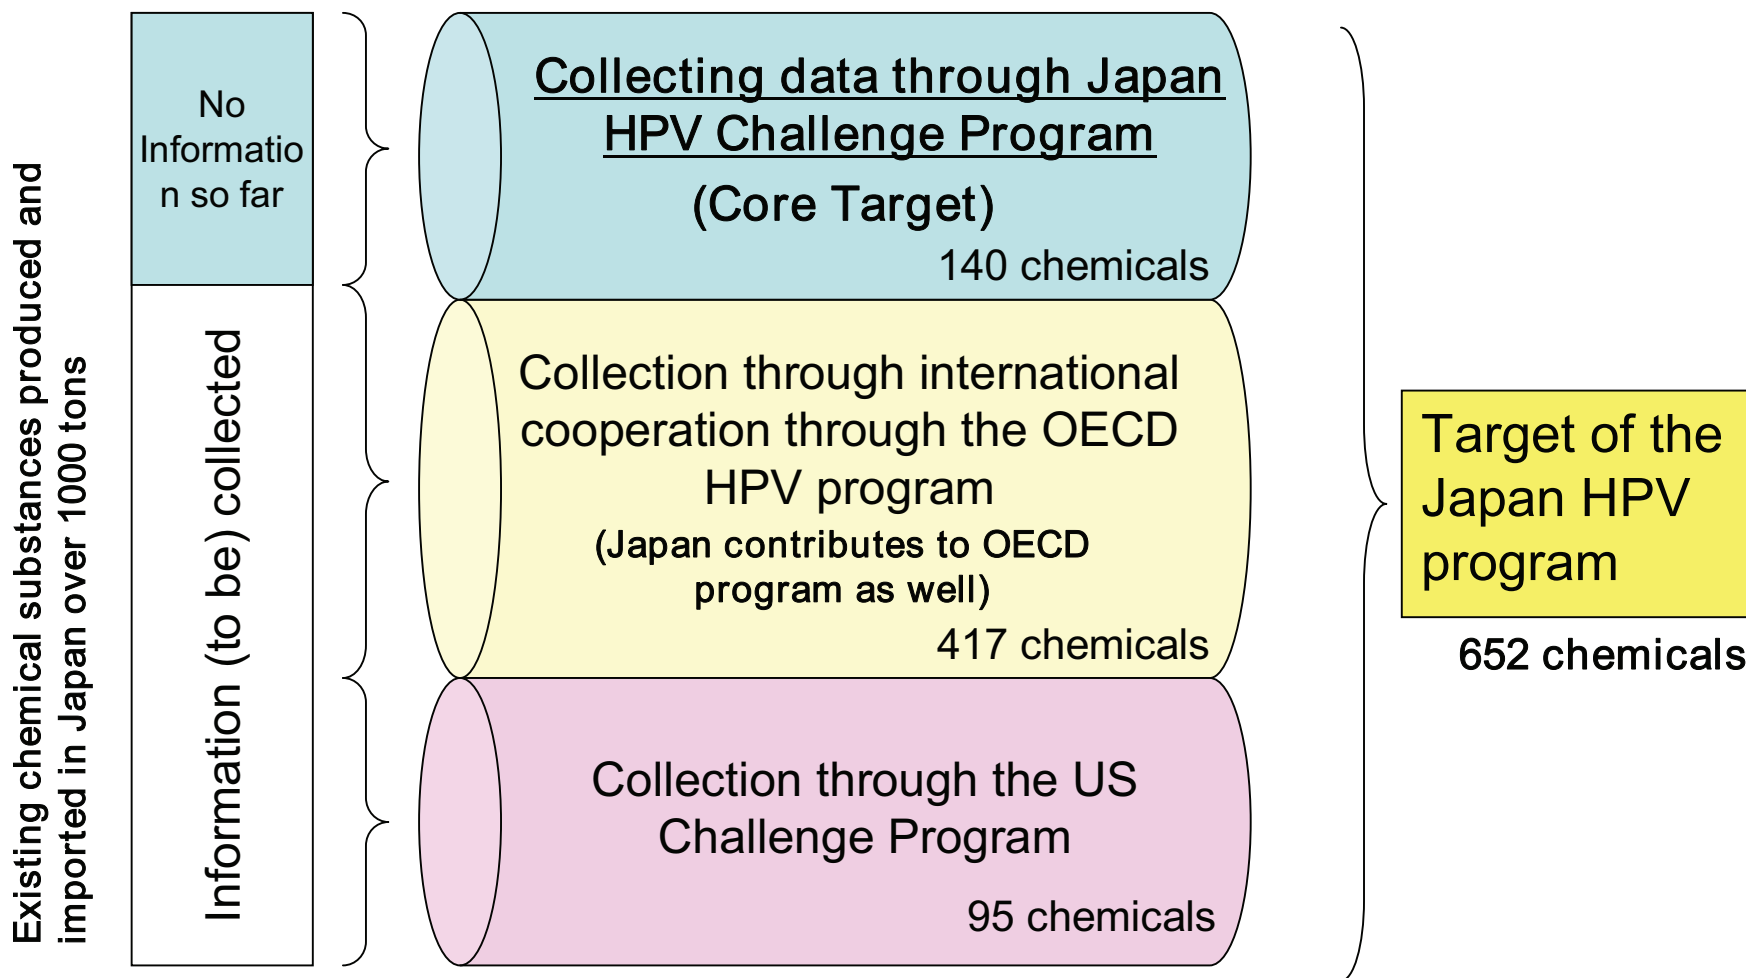 Existing chemical substances produced and
imported in Japan over 1000 tons
No
Informatio
n so far
Information (to be) collected
Collecting data through Japan
HPV Challenge Program
(Core Target)
140 chemicals
Collection through international
cooperation through the OECD
HPV program
(Japan contributes to OECD
program as well)
417 chemicals
Collection through the US
Challenge Program
95 chemicals
Target of the
Japan HPV
program
652 chemicals